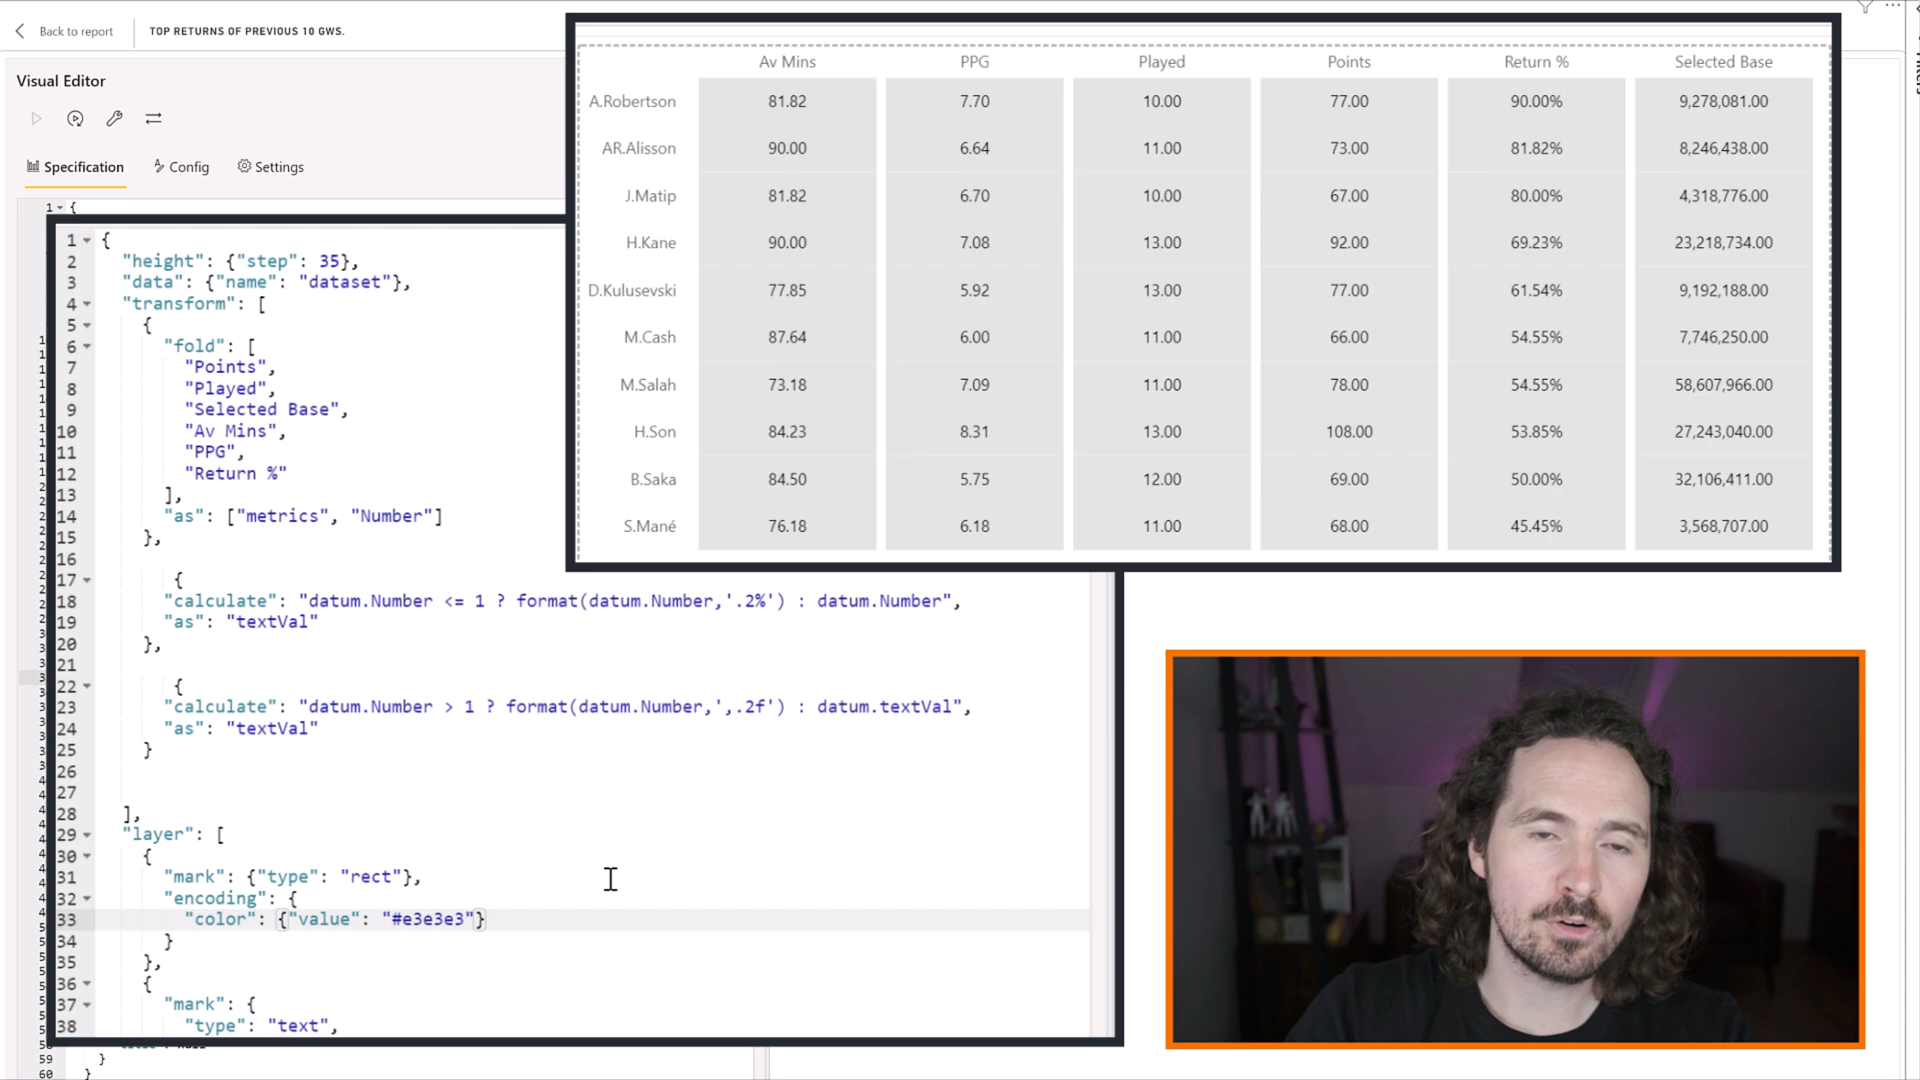 Back to report
TOP RETURNS OF PREVIOUS 10 GWS.
Visual Editor
Specification
Config
Settings
1 {
1 {
2 "height": {"step": 35},
3 "data": {"name": "dataset"},
4 "transform": [
5 {
6 "fold": [
7 "Points",
8 "Played",
9 "Selected Base",
10 "Av Mins",
11 "PPG",
12 "Return %"
13 ],
14 "as": ["metrics", "Number"]
15 },
16
17 {
18 "calculate": "datum.Number <= 1 ? format(datum.Number,'.2%') : datum.Number",
19 "as": "textVal"
20 },
21
22 {
23 "calculate": "datum.Number > 1 ? format(datum.Number,',.2f') : datum.textVal",
24 "as": "textVal"
25 }
26
27
28 ],
29 "layer": [
30 {
31 "mark": {"type": "rect"},
32 "encoding": {
33 "color": {"value": "#e3e3e3"}
34 }
35 },
36 {
37 "mark": {
38 "type": "text",
59 }
60 }
Av Mins PPG Played Points Return % Selected Base
A.Robertson 81.82 7.70 10.00 77.00 90.00% 9,278,081.00
AR.Alisson 90.00 6.64 11.00 73.00 81.82% 8,246,438.00
J.Matip 81.82 6.70 10.00 67.00 80.00% 4,318,776.00
H.Kane 90.00 7.08 13.00 92.00 69.23% 23,218,734.00
D.Kulusevski 77.85 5.92 13.00 77.00 61.54% 9,192,188.00
M.Cash 87.64 6.00 11.00 66.00 54.55% 7,746,250.00
M.Salah 73.18 7.09 11.00 78.00 54.55% 58,607,966.00
H.Son 84.23 8.31 13.00 108.00 53.85% 27,243,040.00
B.Saka 84.50 5.75 12.00 69.00 50.00% 32,106,411.00
S.Mané 76.18 6.18 11.00 68.00 45.45% 3,568,707.00